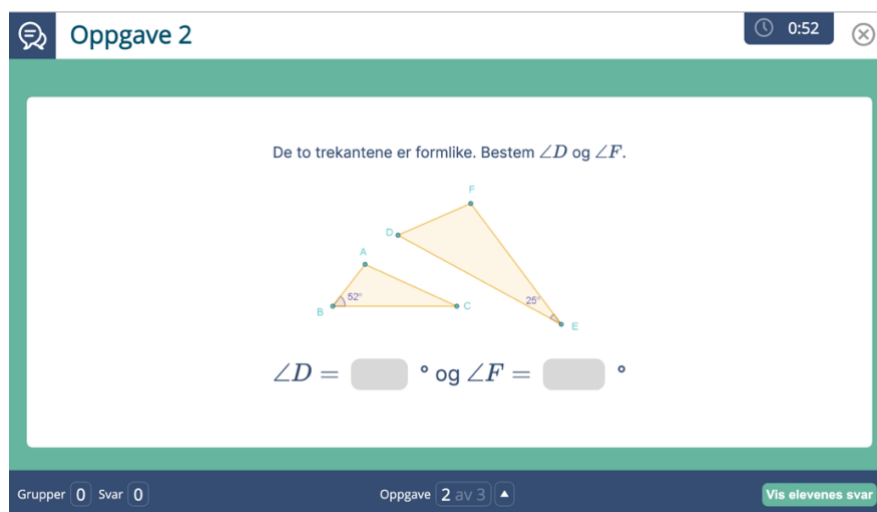 Oppgave 2
0:52
De to trekantene er formlike. Bestem ∠D og ∠F.
F
D
A
52°
25°
B
C
E
∠D = ° og ∠F = °
Grupper 0 Svar 0
Oppgave 2 av 3
Vis elevenes svar